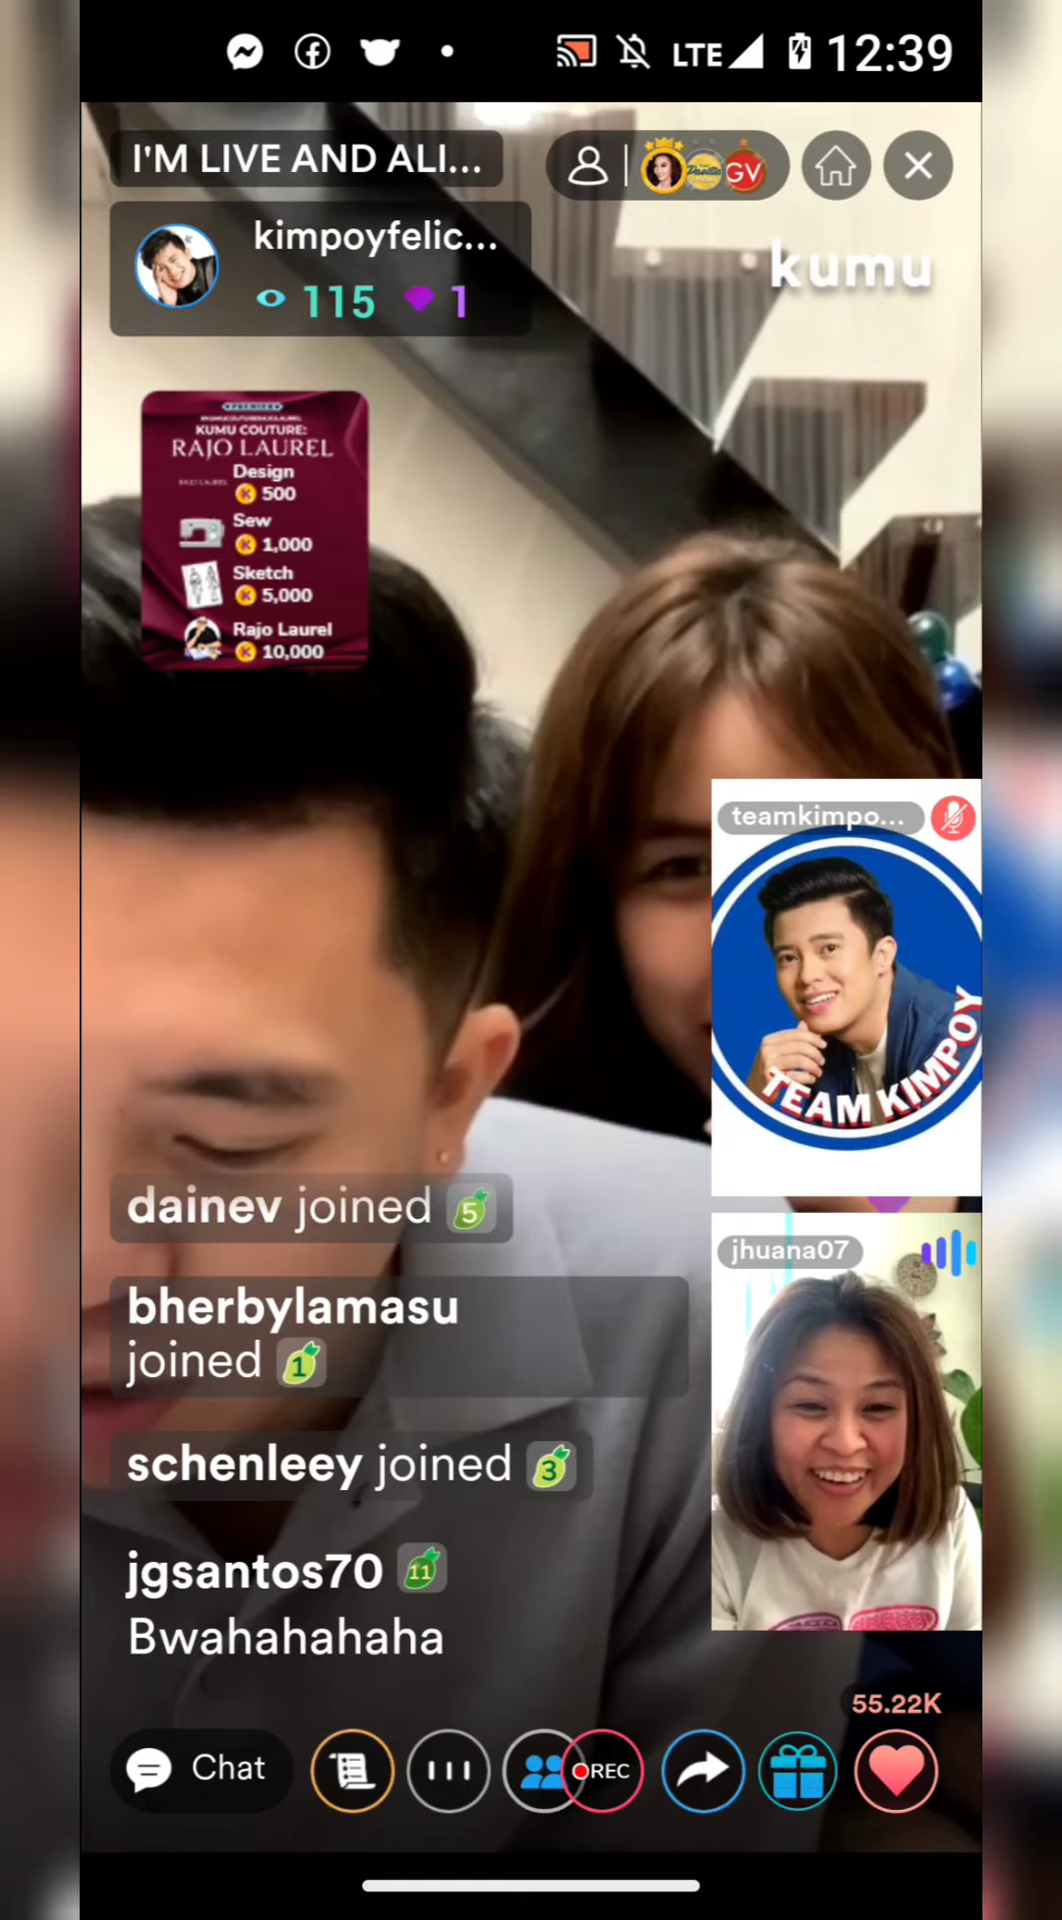 LTE 12:39
I'M LIVE AND ALI...
GV
kimpoyfelic...
115 1
kumu
KUMU COUTURE:
RAJO LAUREL
Design
500
Sew
1,000
Sketch
5,000
Rajo Laurel
10,000
teamkimpo...
TEAM KIMPOY
dainev joined 5
jhuana07
bherbylamasu
joined 1
schenleey joined 3
jgsantos70 11
Bwahahahaha
55.22K
Chat
REC